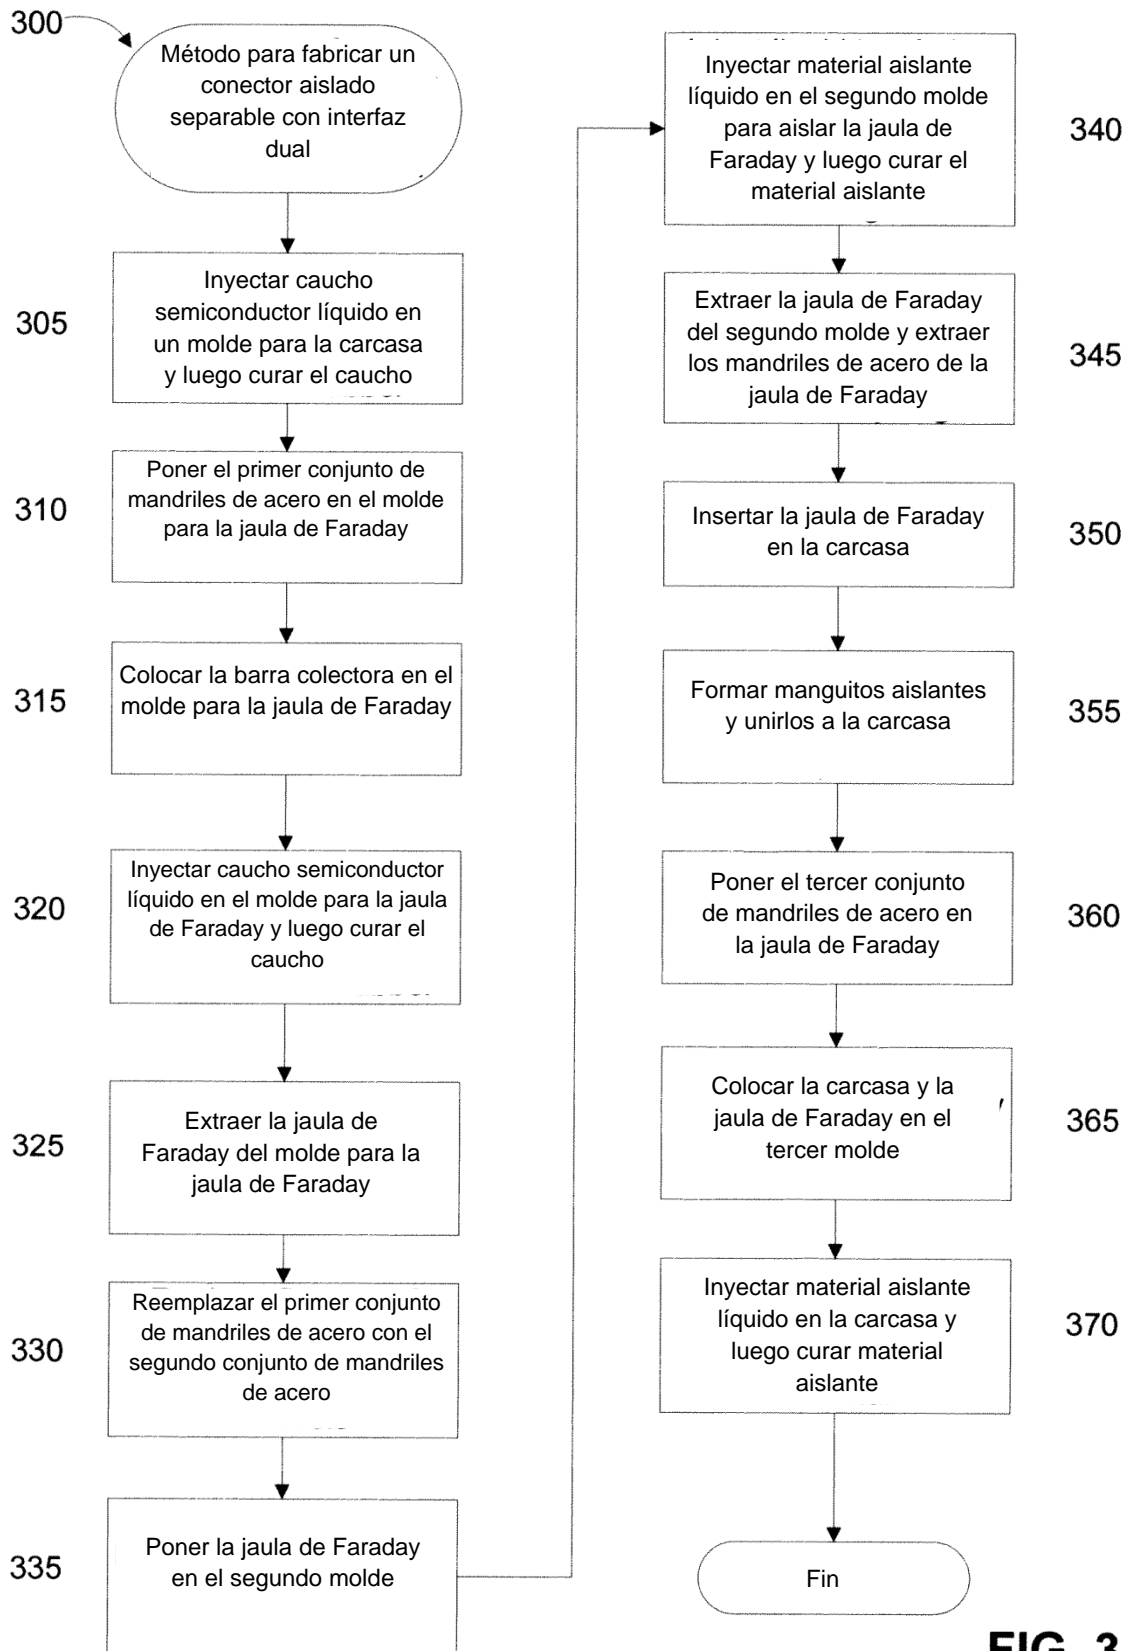 300
Método para fabricar un
conector aislado
separable con interfaz
dual
305
Inyectar caucho
semiconductor líquido en
un molde para la carcasa
y luego curar el caucho
310
Poner el primer conjunto de
mandriles de acero en el molde
para la jaula de Faraday
315
Colocar la barra colectora en el
molde para la jaula de Faraday
320
Inyectar caucho semiconductor
líquido en el molde para la jaula
de Faraday y luego curar el
caucho
325
Extraer la jaula de
Faraday del molde para la
jaula de Faraday
330
Reemplazar el primer conjunto
de mandriles de acero con el
segundo conjunto de mandriles
de acero
335
Poner la jaula de Faraday
en el segundo molde
Inyectar material aislante
líquido en el segundo molde
para aislar la jaula de
Faraday y luego curar el
material aislante
340
Extraer la jaula de Faraday
del segundo molde y extraer
los mandriles de acero de la
jaula de Faraday
345
Insertar la jaula de Faraday
en la carcasa
350
Formar manguitos aislantes
y unirlos a la carcasa
355
Poner el tercer conjunto
de mandriles de acero en
la jaula de Faraday
360
Colocar la carcasa y la
jaula de Faraday en el
tercer molde
365
Inyectar material aislante
líquido en la carcasa y
luego curar material
aislante
370
Fin
FIG. 3